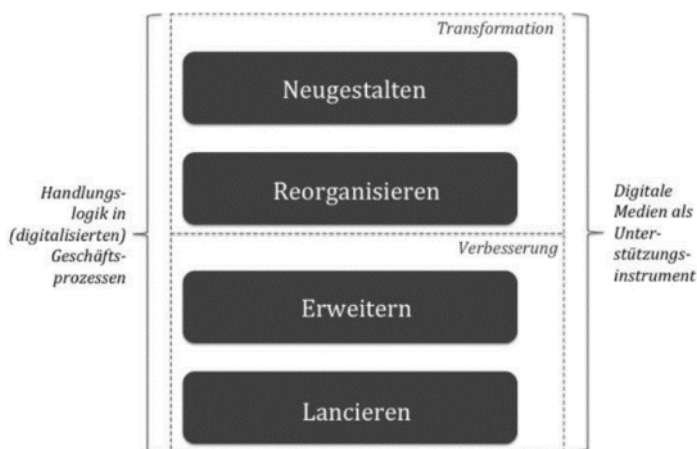 Transformation
Neugestalten
Reorganisieren
Handlungs-
logik in
(digitalisierten)
Geschäfts-
prozessen
Digitale
Medien als
Unter-
stützungs-
instrument
Verbesserung
Erweitern
Lancieren